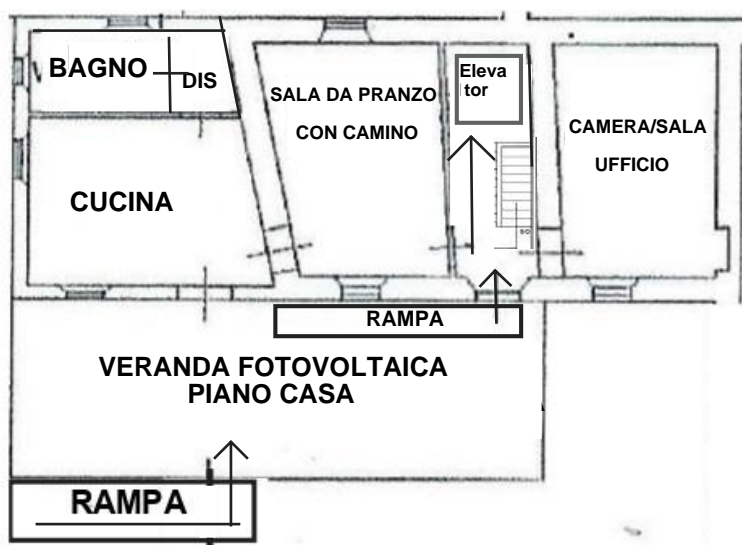 BAGNO
DIS
CUCINA
SALA DA PRANZO
CON CAMINO
Eleva
tor
CAMERA/SALA
UFFICIO
RAMPA
VERANDA FOTOVOLTAICA
PIANO CASA
RAMPA